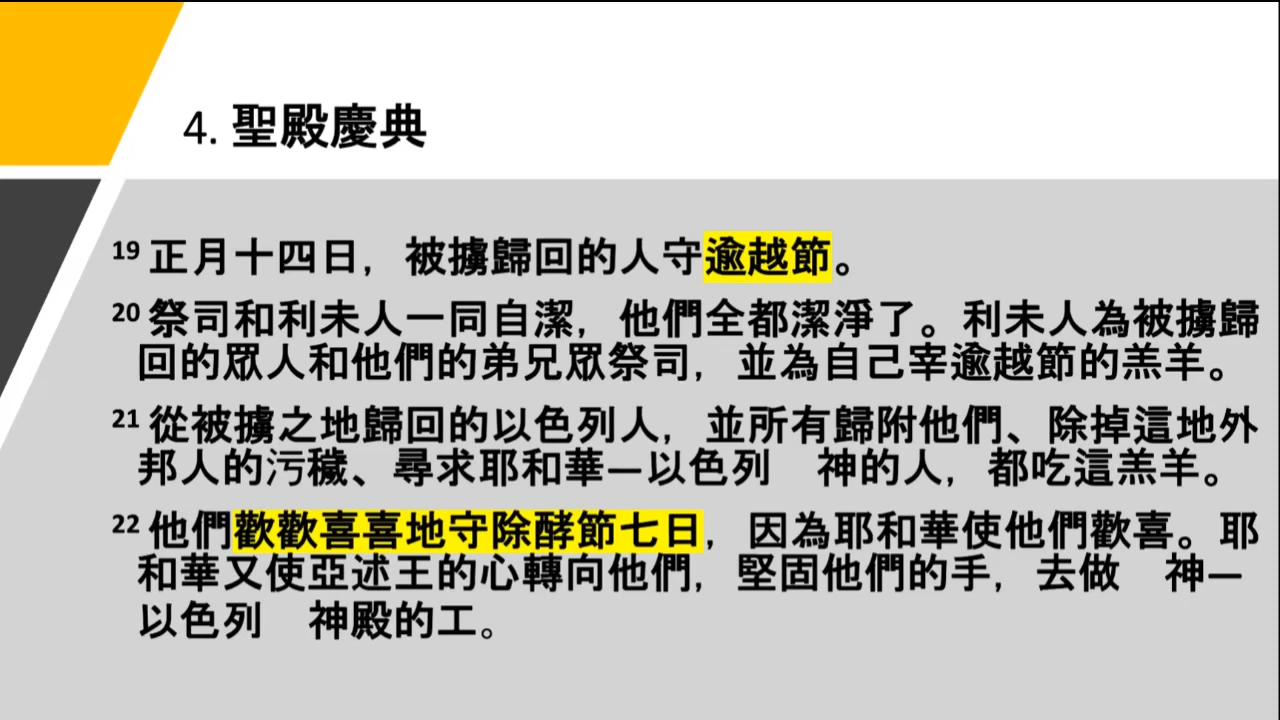 4. 聖殿慶典
19 正月十四日，被擄歸回的人守逾越節。
20 祭司和利未人一同自潔，他們全都潔淨了。利未人為被擄歸
回的眾人和他們的弟兄眾祭司，並為自己宰逾越節的羔羊。
21 從被擄之地歸回的以色列人，並所有歸附他們、除掉這地外
邦人的污穢、尋求耶和華—以色列　神的人，都吃這羔羊。
22 他們歡歡喜喜地守除酵節七日，因為耶和華使他們歡喜。耶
和華又使亞述王的心轉向他們，堅固他們的手，去做　神—
以色列　神殿的工。